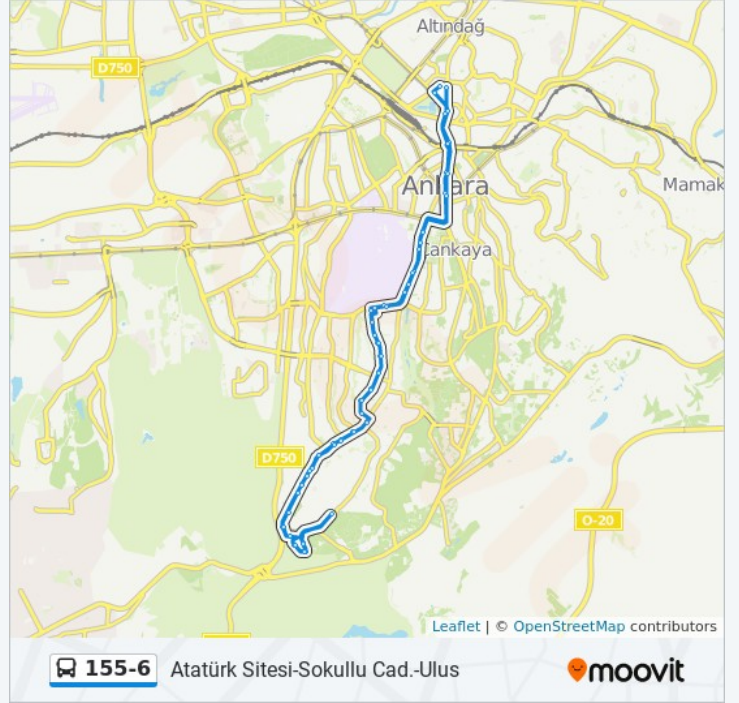 Altındağ
D750
Ankara
Mamak
Çankaya
D750
O-20
Leaflet | © OpenStreetMap contributors
155-6 Atatürk Sitesi-Sokullu Cad.-Ulus
moovit